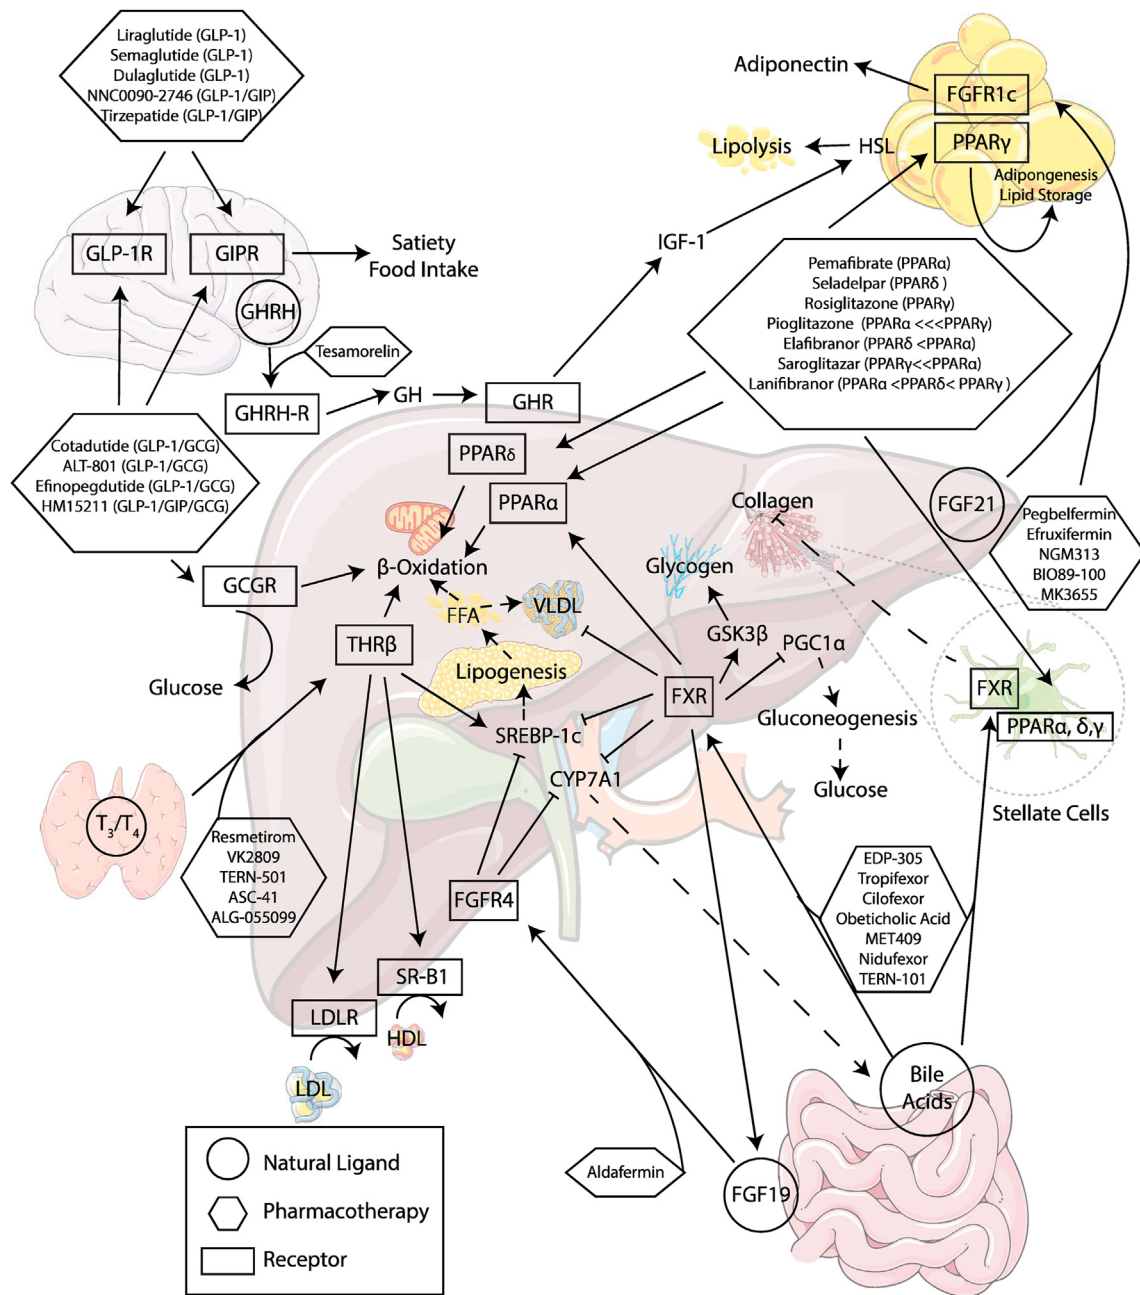 Liraglutide (GLP-1)
Semaglutide (GLP-1)
Dulaglutide (GLP-1)
NNC0090-2746 (GLP-1/GIP)
Tirzepatide (GLP-1/GIP)
Adiponectin
FGFR1c
Lipolysis
HSL
PPARγ
Adipongenesis
Lipid Storage
GLP-1R
GIPR
Satiety
Food Intake
IGF-1
GHRH
Tesamorelin
GHRH-R
GH
GHR
Pemafibrate (PPARα)
Seladelpar (PPARδ )
Rosiglitazone (PPARγ)
Pioglitazone (PPARα <<<PPARγ)
Elafibranor (PPARδ <PPARα)
Saroglitazar (PPARγ<<PPARα)
Lanifibranor (PPARα <PPARδ< PPARγ )
Cotadutide (GLP-1/GCG)
ALT-801 (GLP-1/GCG)
Efinopegdutide (GLP-1/GCG)
HM15211 (GLP-1/GIP/GCG)
PPARδ
PPARα
Collagen
FGF21
Pegbelfermin
Efruxifermin
NGM313
BIO89-100
MK3655
GCGR
β-Oxidation
Glycogen
FFA
VLDL
THRβ
GSK3β
PGC1α
Glucose
Lipogenesis
FXR
FXR
PPARα, δ,γ
SREBP-1c
Gluconeogenesis
CYP7A1
Glucose
Stellate Cells
T3/T4
Resmetirom
VK2809
TERN-501
ASC-41
ALG-055099
EDP-305
Tropifexor
Cilofexor
Obeticholic Acid
MET409
Nidufexor
TERN-101
FGFR4
SR-B1
LDLR
HDL
LDL
Bile
Acids
Aldafermin
FGF19
Natural Ligand
Pharmacotherapy
Receptor